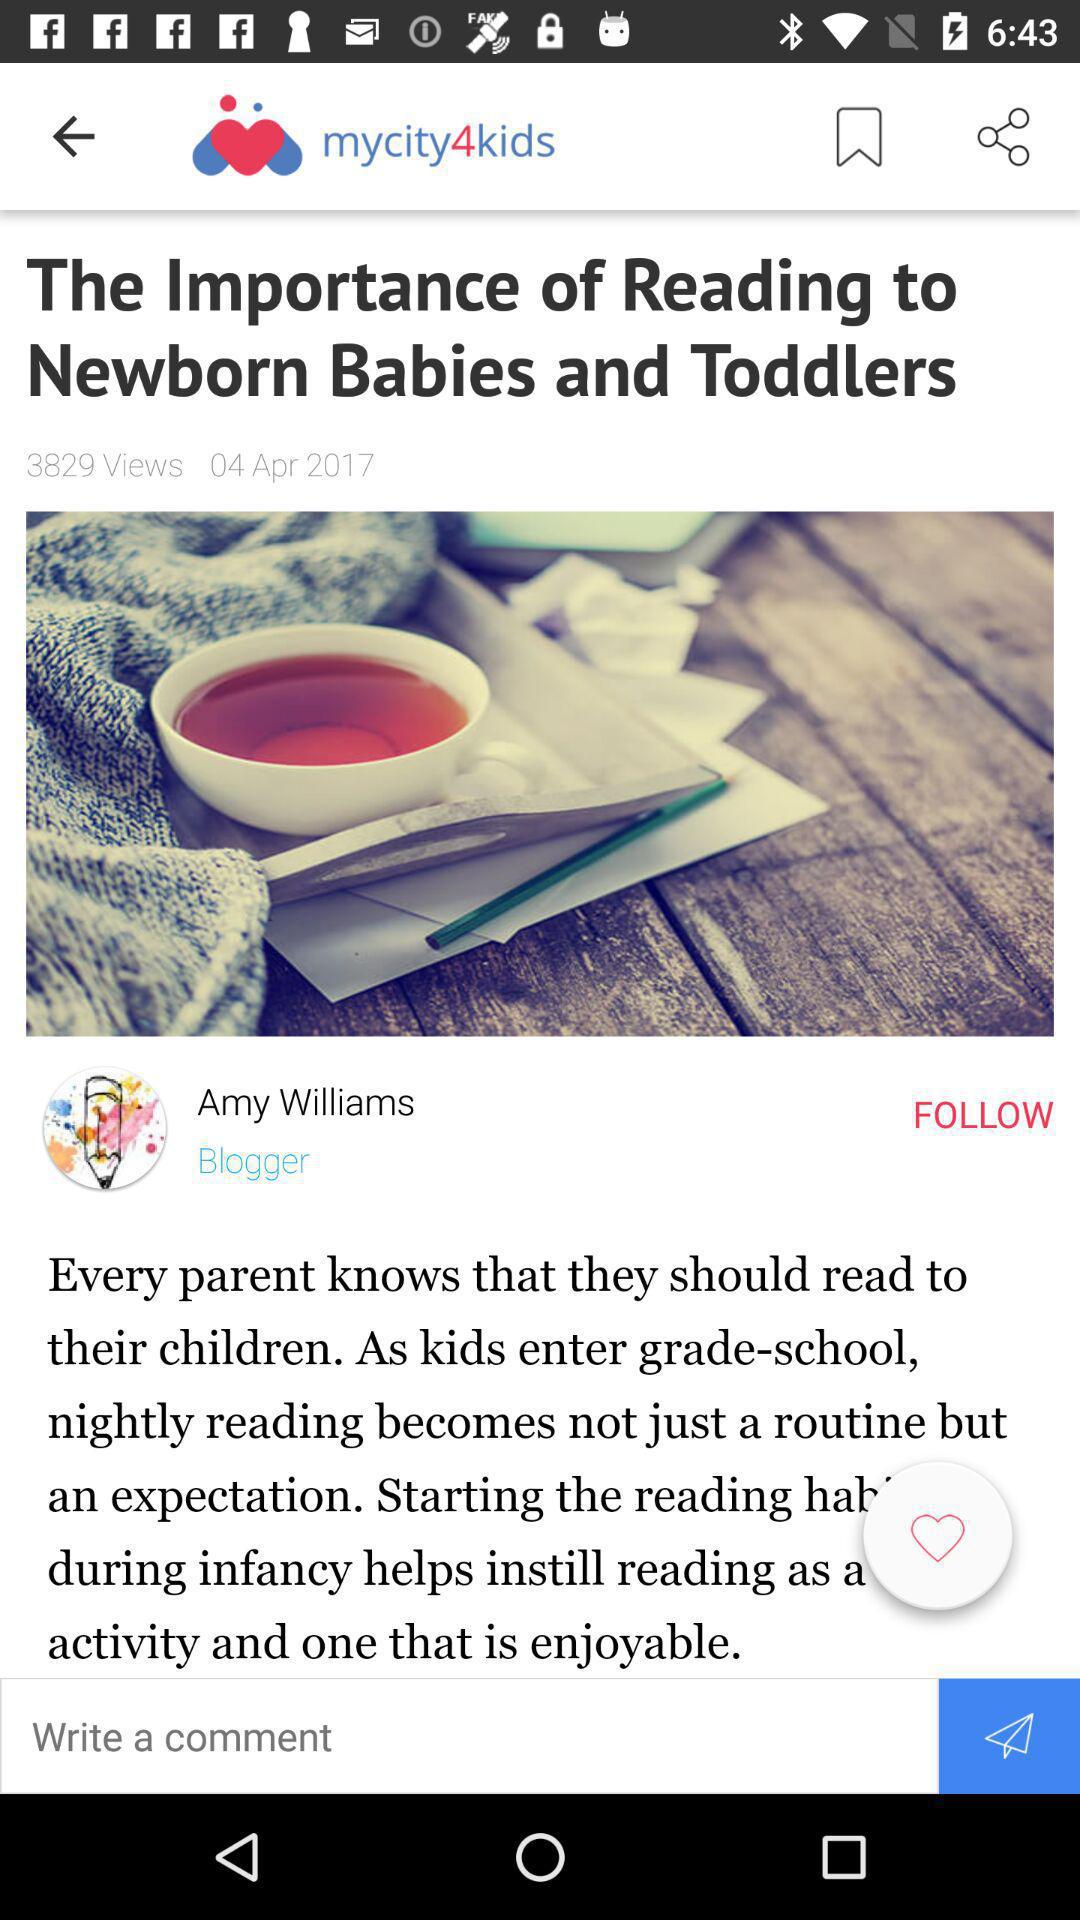 FAKE
6:43
mycity4kids
The Importance of Reading to
Newborn Babies and Toddlers
3829 Views 04 Apr 2017
Amy Williams
Blogger
FOLLOW
Every parent knows that they should read to
their children. As kids enter grade-school,
nightly reading becomes not just a routine but
an expectation. Starting the reading
during infancy helps instill reading as a
activity and one that is enjoyable.
Write a comment